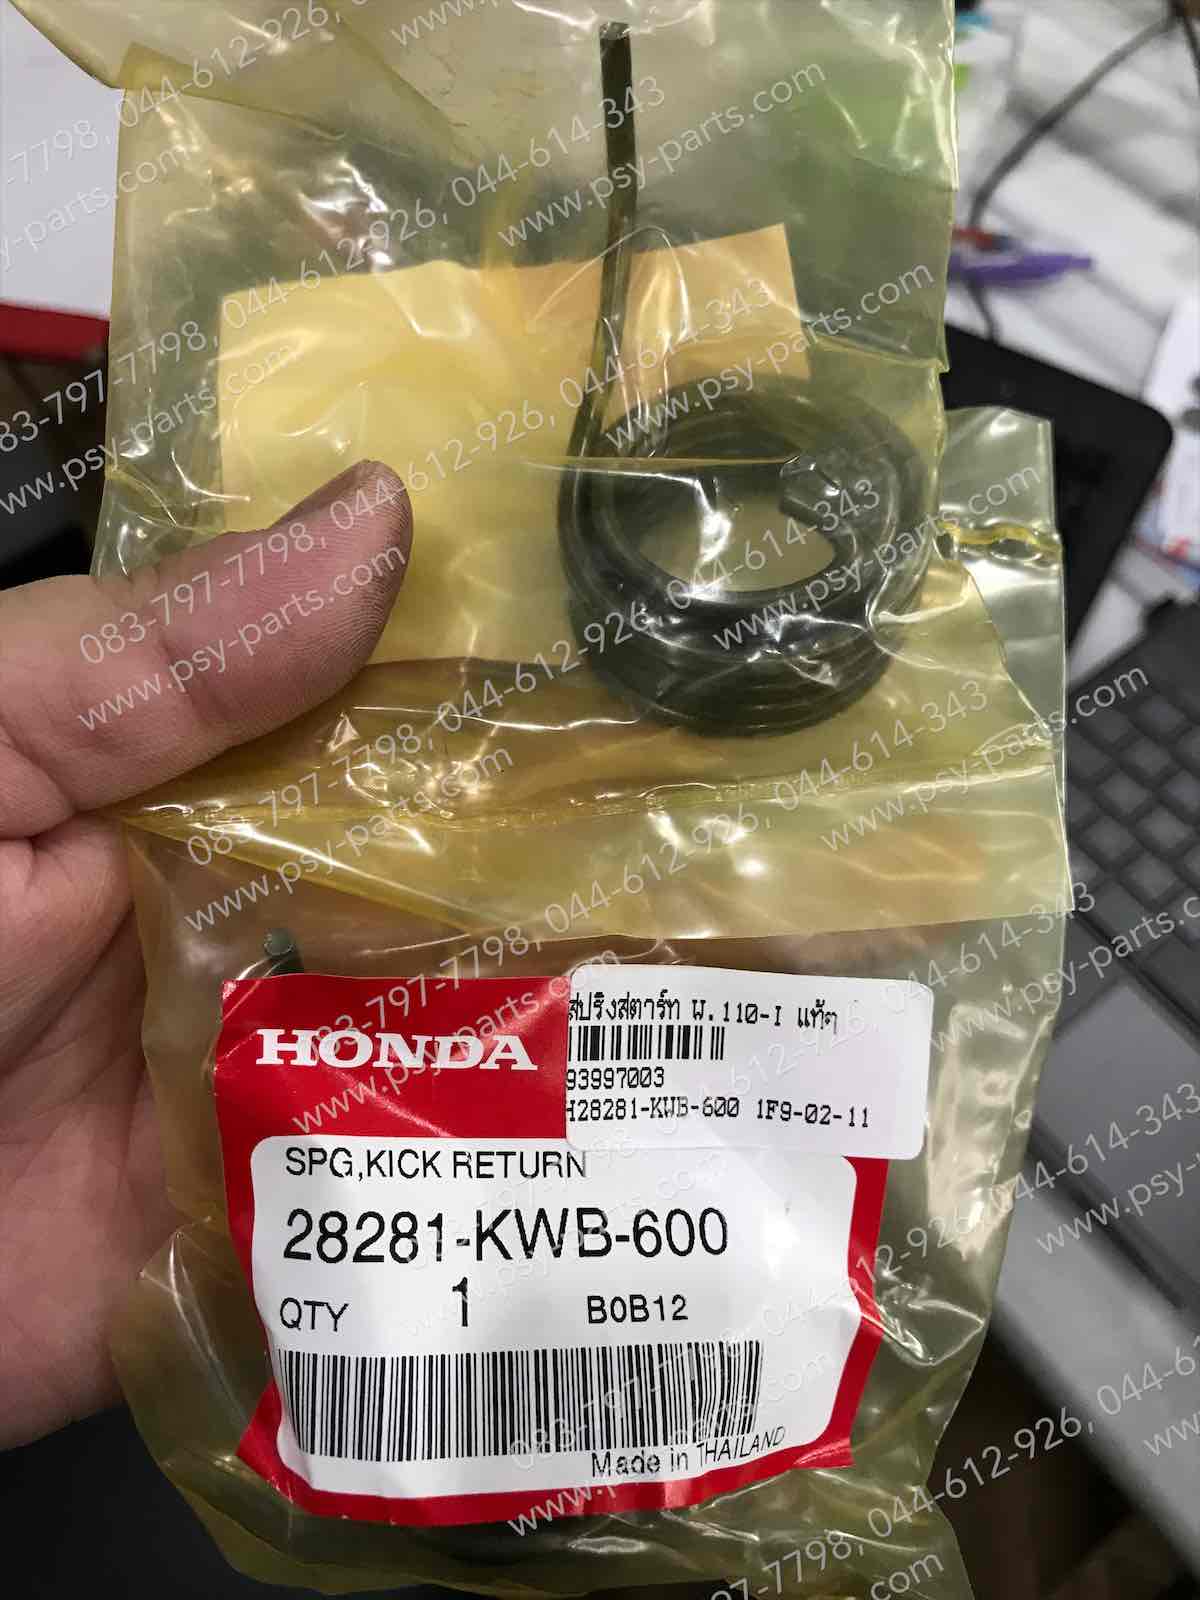 083-797-7798, 044-612-926, 044-614-343
www.psy-parts.com
HONDA
สปริงสตาร์ท ผ.110-I แท้ๆ
93997003
H28281-KWB-600 1F9-02-11
SPG,KICK RETURN
28281-KWB-600
QTY 1 B0B12
Made in THAILAND